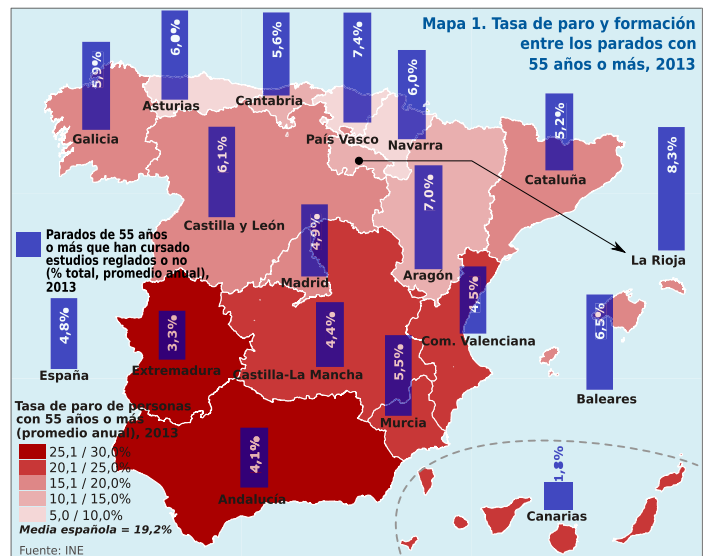 Mapa 1. Tasa de paro y formación
entre los parados con
55 años o más, 2013
5,9%
Galicia
6,0%
Asturias
5,6%
Cantabria
7,4%
País Vasco
6,0%
Navarra
5,2%
Cataluña
8,3%
La Rioja
6,1%
Castilla y León
7,0%
Aragón
4,9%
Madrid
4,5%
Com. Valenciana
6,5%
Baleares
Parados de 55 años
o más que han cursado
estudios reglados o no
(% total, promedio anual),
2013
4,8%
España
3,3%
Extremadura
4,4%
Castilla-La Mancha
5,5%
Murcia
4,1%
Andalucía
1,8%
Canarias
Tasa de paro de personas
con 55 años o más
(promedio anual), 2013
25,1 / 30,0%
20,1 / 25,0%
15,1 / 20,0%
10,1 / 15,0%
5,0 / 10,0%
Media española = 19,2%
Fuente: INE